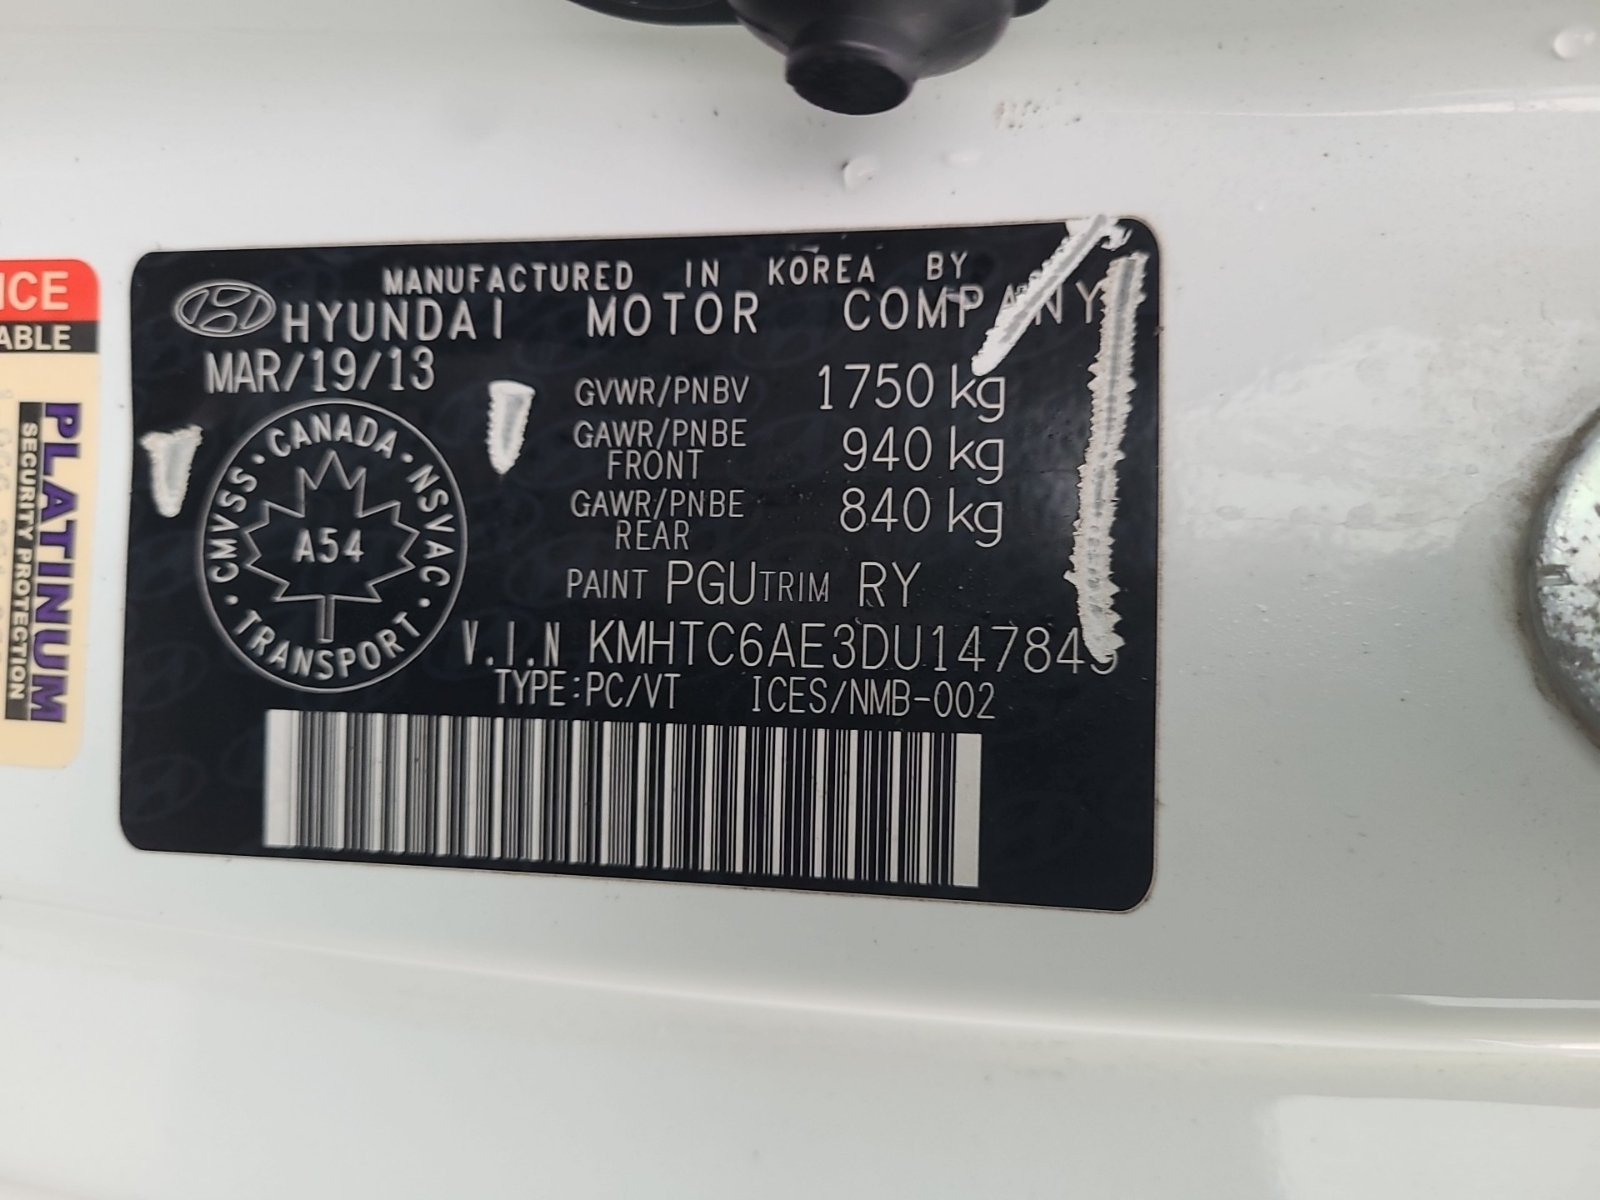 MANUFACTURED IN KOREA BY
HYUNDAI MOTOR COMPANY
MAR/19/13
GVWR/PNBV 1750 kg
GAWR/PNBE FRONT 940 kg
GAWR/PNBE REAR 840 kg
PAINT PGU TRIM RY
V.I.N KMHTC6AE3DU147845
TYPE:PC/VT ICES/NMB-002
CANADA · NSVAC · TRANSPORT · CMVSS ·
A54
ICE
ABLE
PLATINUM
SECURITY PROTECTION